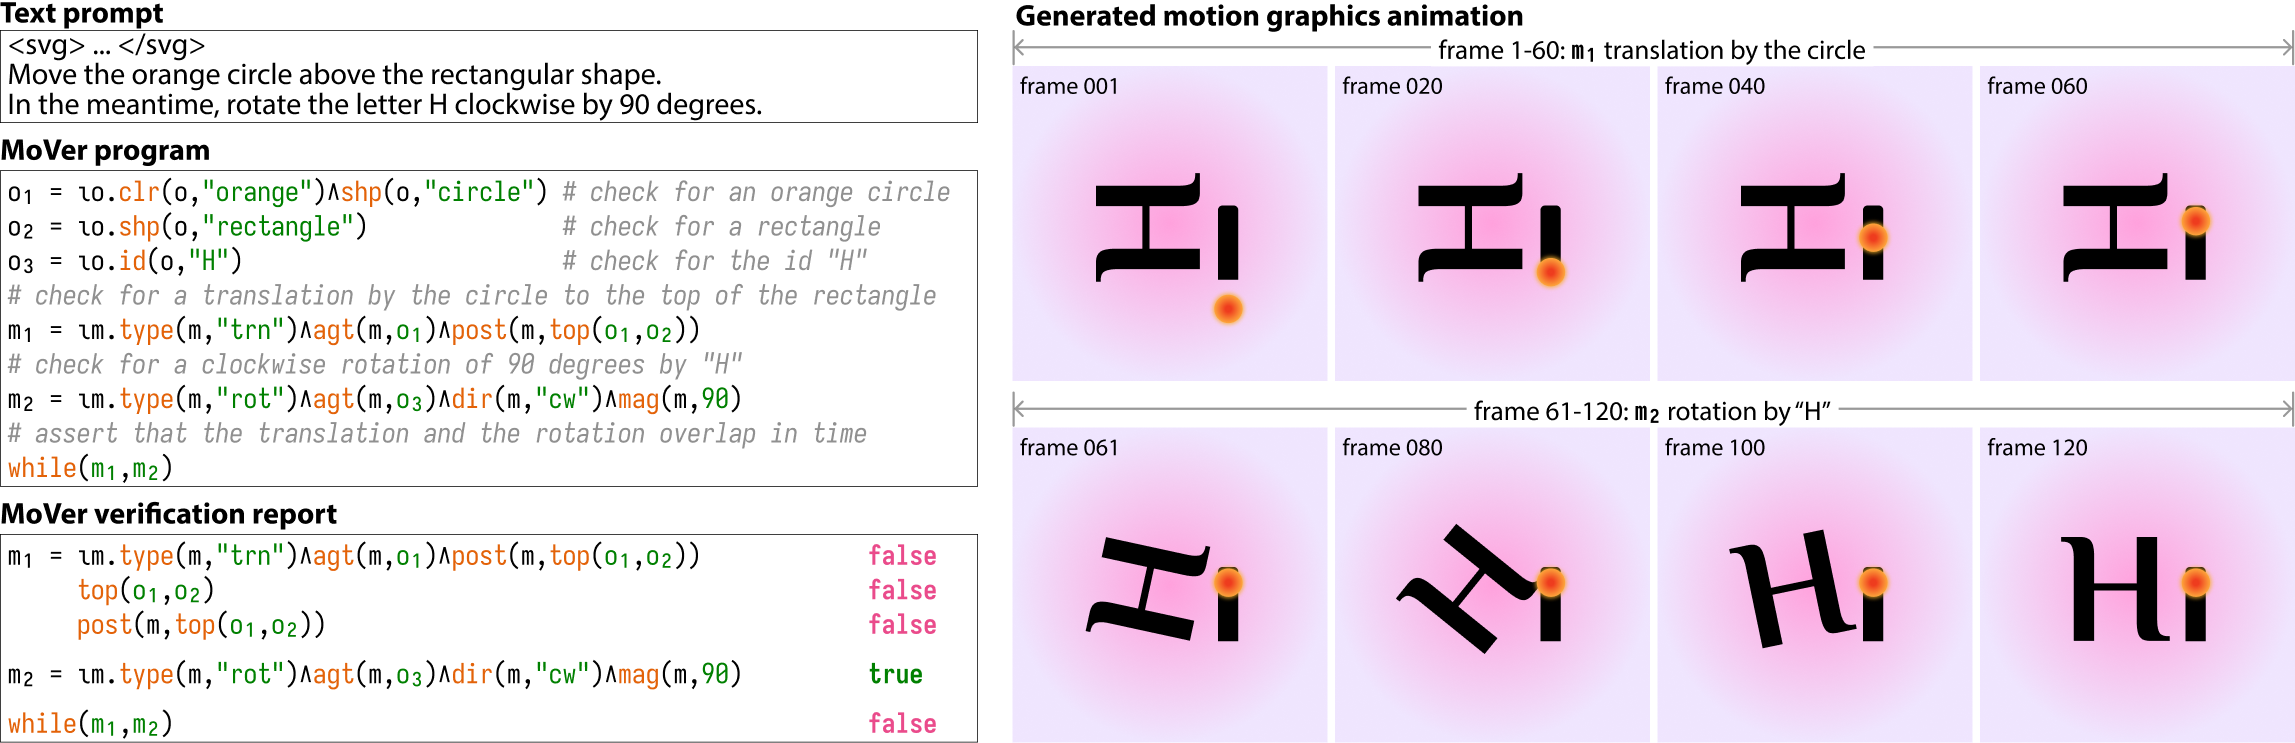 Text prompt
<svg> ... </svg>
Move the orange circle above the rectangular shape.
In the meantime, rotate the letter H clockwise by 90 degrees.
MoVer program
o₁ = ɿo.clr(o,"orange")∧shp(o,"circle") # check for an orange circle
o₂ = ɿo.shp(o,"rectangle") # check for a rectangle
o₃ = ɿo.id(o,"H") # check for the id "H"
# check for a translation by the circle to the top of the rectangle
m₁ = ɿm.type(m,"trn")∧agt(m,o₁)∧post(m,top(o₁,o₂))
# check for a clockwise rotation of 90 degrees by "H"
m₂ = ɿm.type(m,"rot")∧agt(m,o₃)∧dir(m,"cw")∧mag(m,90)
# assert that the translation and the rotation overlap in time
while(m₁,m₂)
MoVer verification report
m₁ = ɿm.type(m,"trn")∧agt(m,o₁)∧post(m,top(o₁,o₂)) false
top(o₁,o₂) false
post(m,top(o₁,o₂)) false
m₂ = ɿm.type(m,"rot")∧agt(m,o₃)∧dir(m,"cw")∧mag(m,90) true
while(m₁,m₂) false
Generated motion graphics animation
frame 1-60: m₁ translation by the circle
frame 001
frame 020
frame 040
frame 060
H
H
H
H
frame 61-120: m₂ rotation by “H”
frame 061
frame 080
frame 100
frame 120
H
H
H
H